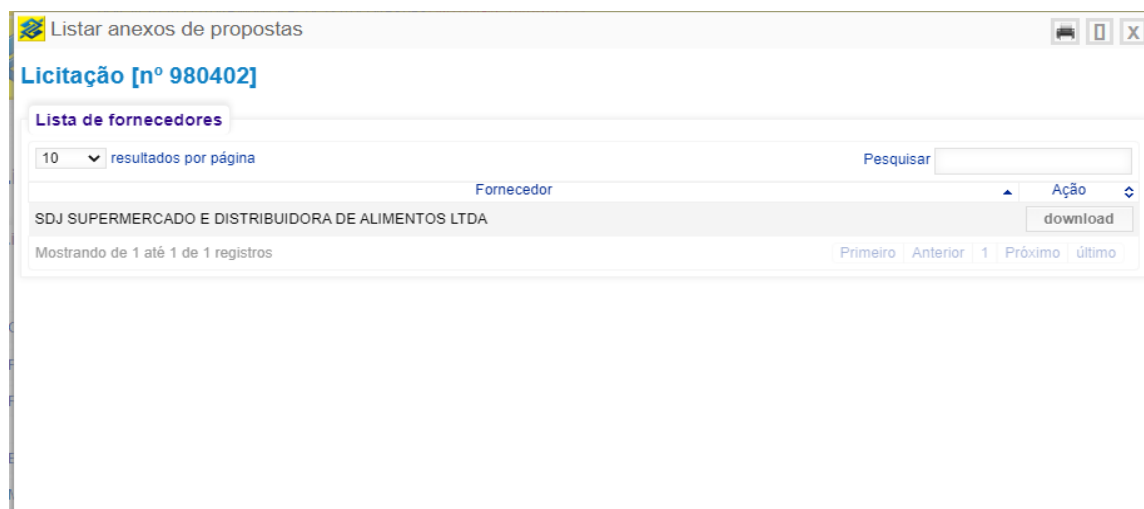 Listar anexos de propostas
X
Licitação [nº 980402]
Lista de fornecedores
10 resultados por página Pesquisar
Fornecedor Ação
SDJ SUPERMERCADO E DISTRIBUIDORA DE ALIMENTOS LTDA download
Mostrando de 1 até 1 de 1 registros Primeiro Anterior 1 Próximo último